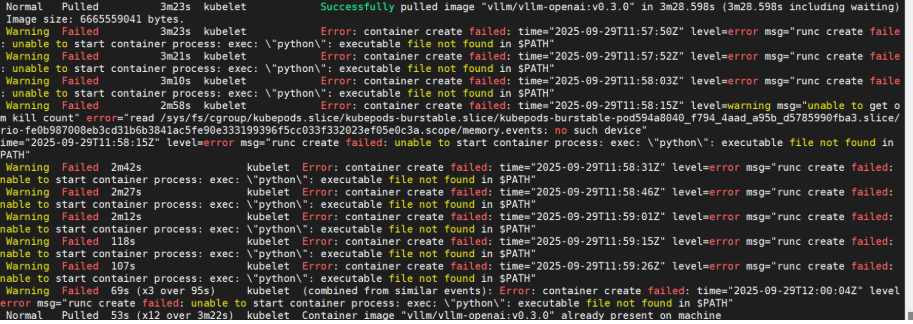 Normal   Pulled     3m23s  kubelet            Successfully pulled image "vllm/vllm-openai:v0.3.0" in 3m28.598s (3m28.598s including waiting)
Image size: 6665559041 bytes.
Warning  Failed          3m23s  kubelet            Error: container create failed: time="2025-09-29T11:57:50Z" level=error msg="runc create faile
: unable to start container process: exec: \"python\": executable file not found in $PATH"
Warning  Failed          3m21s  kubelet            Error: container create failed: time="2025-09-29T11:57:52Z" level=error msg="runc create faile
: unable to start container process: exec: \"python\": executable file not found in $PATH"
Warning  Failed          3m10s  kubelet            Error: container create failed: time="2025-09-29T11:58:03Z" level=error msg="runc create faile
: unable to start container process: exec: \"python\": executable file not found in $PATH"
Warning  Failed          2m58s  kubelet            Error: container create failed: time="2025-09-29T11:58:15Z" level=warning msg="unable to get o
m kill count" error="read /sys/fs/cgroup/kubepods.slice/kubepods-burstable.slice/kubepods-burstable-pod594a8040_f794_4aad_a95b_d5785990fba3.slice/
rio-fe0b987008eb3cd31b6b3841ac5fe90e333199396f5cc033f332023ef05e0c3a.scope/memory.events: no such device"
ime="2025-09-29T11:58:15Z" level=error msg="runc create failed: unable to start container process: exec: \"python\": executable file not found in
PATH"
Warning  Failed  2m42s               kubelet  Error: container create failed: time="2025-09-29T11:58:31Z" level=error msg="runc create failed:
nable to start container process: exec: \"python\": executable file not found in $PATH"
Warning  Failed  2m27s               kubelet  Error: container create failed: time="2025-09-29T11:58:46Z" level=error msg="runc create failed:
nable to start container process: exec: \"python\": executable file not found in $PATH"
Warning  Failed  2m12s               kubelet  Error: container create failed: time="2025-09-29T11:59:01Z" level=error msg="runc create failed:
nable to start container process: exec: \"python\": executable file not found in $PATH"
Warning  Failed  118s                kubelet  Error: container create failed: time="2025-09-29T11:59:15Z" level=error msg="runc create failed:
nable to start container process: exec: \"python\": executable file not found in $PATH"
Warning  Failed  107s                kubelet  Error: container create failed: time="2025-09-29T11:59:26Z" level=error msg="runc create failed:
nable to start container process: exec: \"python\": executable file not found in $PATH"
Warning  Failed  69s (x3 over 95s)     kubelet  (combined from similar events): Error: container create failed: time="2025-09-29T12:00:04Z" level
error msg="runc create failed: unable to start container process: exec: \"python\": executable file not found in $PATH"
Normal   Pulled  53s (x12 over 3m22s)  kubelet  Container image "vllm/vllm-openai:v0.3.0" already present on machine